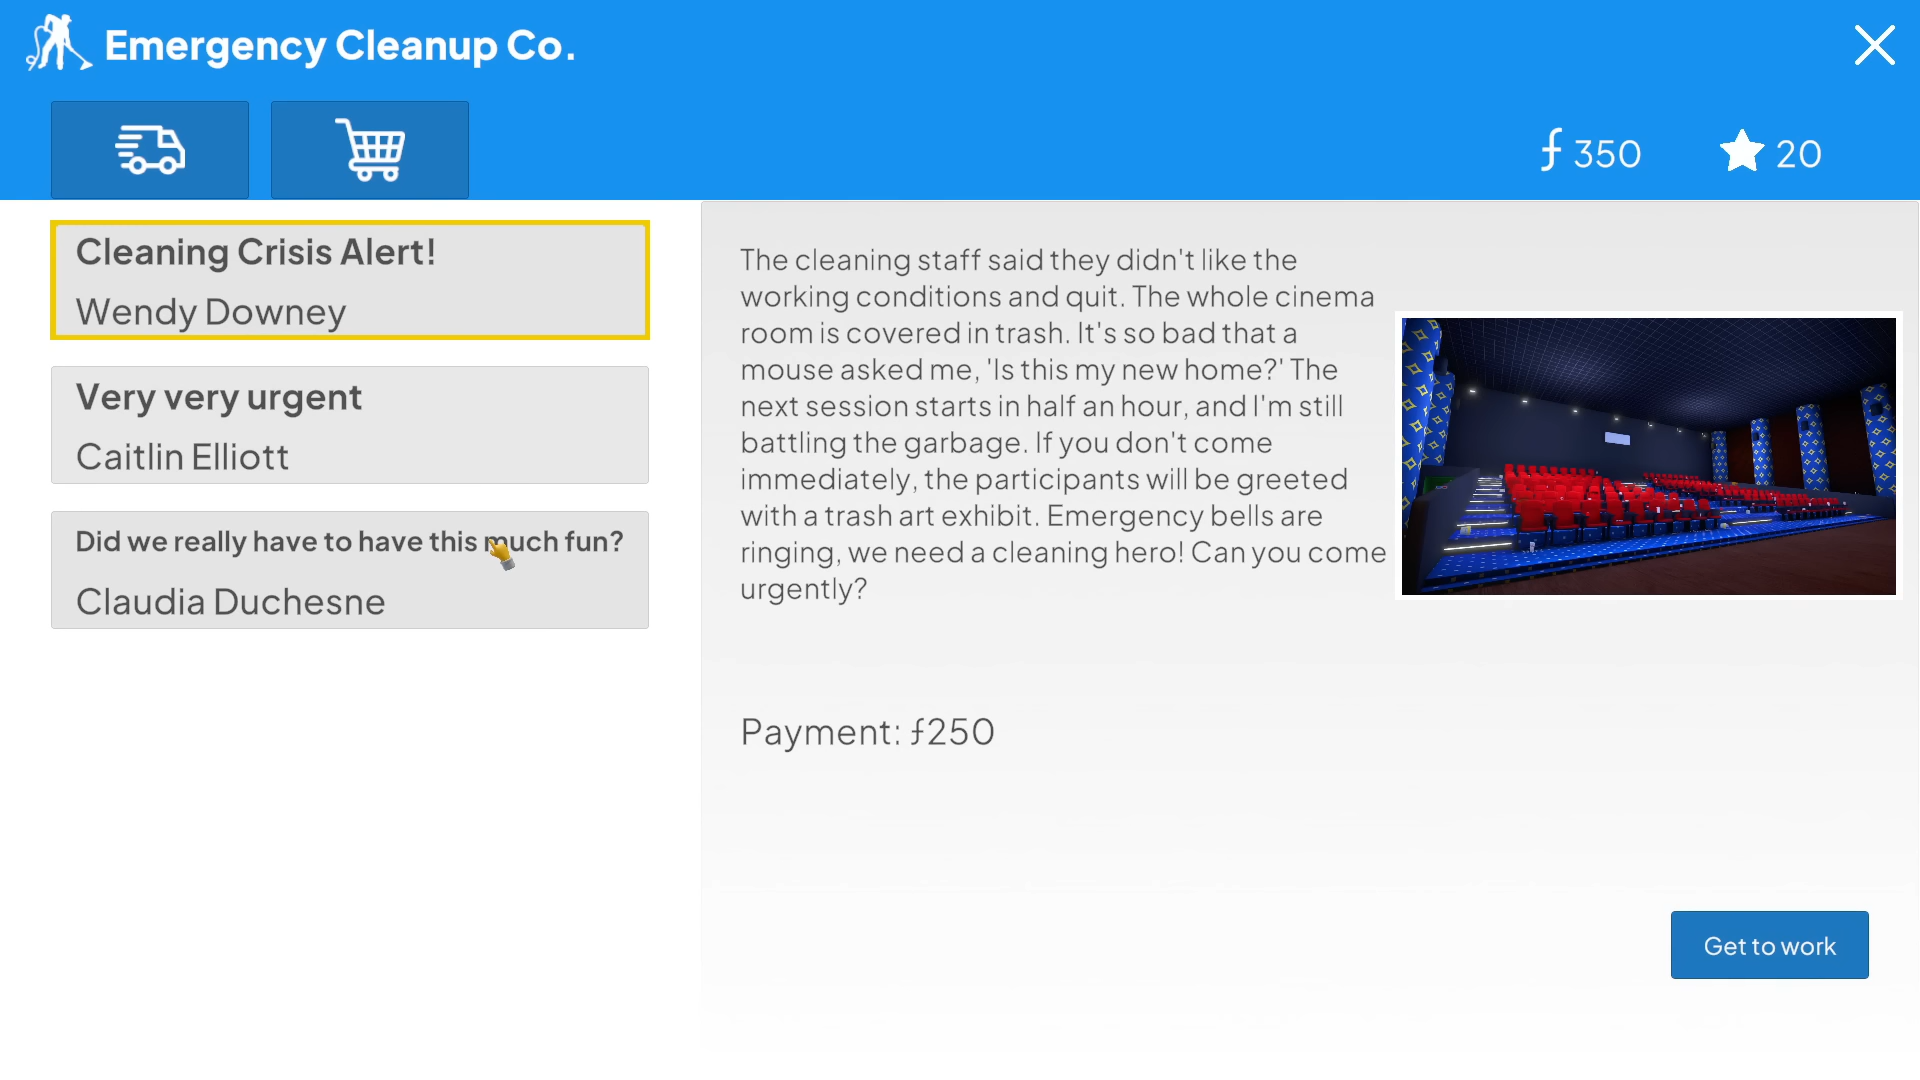 Emergency Cleanup Co.
ƒ 350
20
Cleaning Crisis Alert!
Wendy Downey
Very very urgent
Caitlin Elliott
Did we really have to have this much fun?
Claudia Duchesne
The cleaning staff said they didn't like the
working conditions and quit. The whole cinema
room is covered in trash. It's so bad that a
mouse asked me, 'Is this my new home?' The
next session starts in half an hour, and I'm still
battling the garbage. If you don't come
immediately, the participants will be greeted
with a trash art exhibit. Emergency bells are
ringing, we need a cleaning hero! Can you come
urgently?
Payment: ƒ250
Get to work